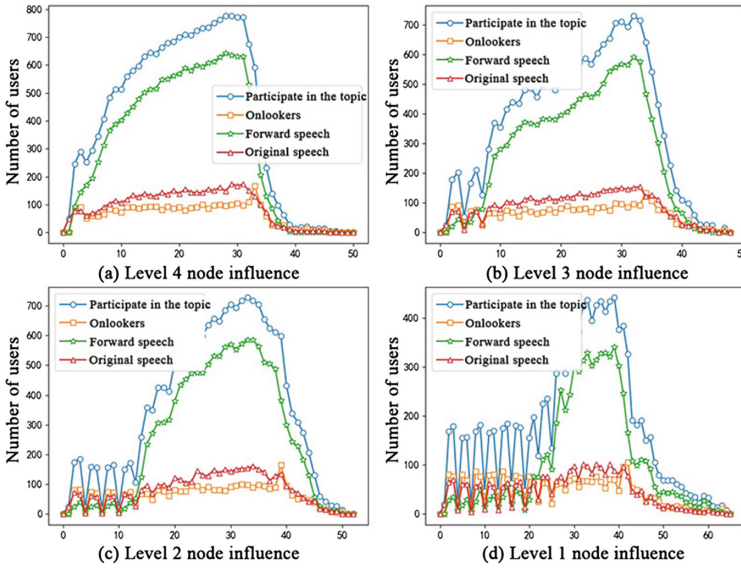 800
700
600
500
400
300
200
100
0
Number of users
Participate in the topic
Onlookers
Forward speech
Original speech
0 10 20 30 40 50
(a) Level 4 node influence
700
600
500
400
300
200
100
0
Number of users
Participate in the topic
Onlookers
Forward speech
Original speech
0 10 20 30 40 5
(b) Level 3 node influence
700
600
500
400
300
200
100
0
Number of users
Participate in the topic
Onlookers
Forward speech
Original speech
0 10 20 30 40 50
(c) Level 2 node influence
400
300
200
100
0
Number of users
Participate in the topic
Onlookers
Forward speech
Original speech
0 10 20 30 40 50 60
(d) Level 1 node influence